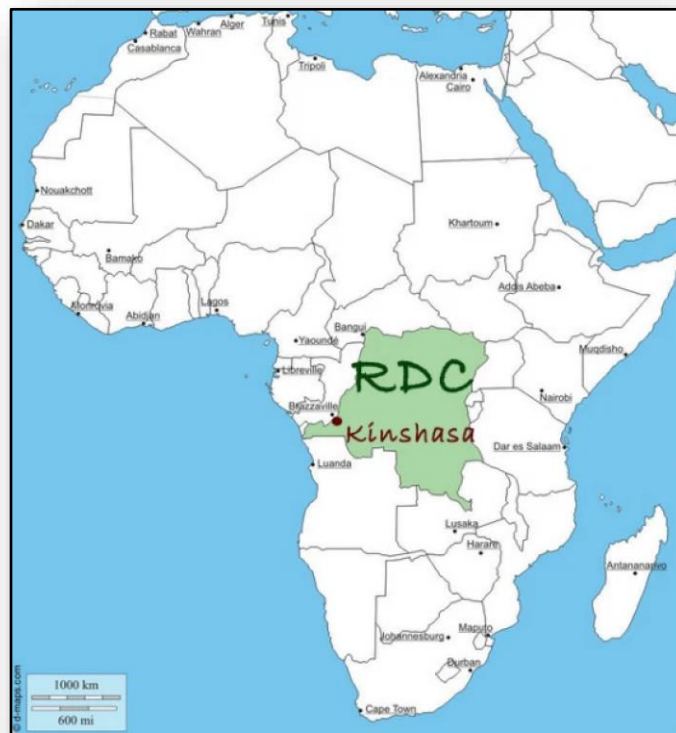 Tunis
Alger
Wahran
Rabat
Casablanca
Tripoli
Alexandria
Cairo
Nouakchott
Dakar
Khartoum
Bamako
Addis Abeba
Monrovia
Abidjan
Lagos
Bangui
Yaoundé
Muqdisho
Libreville
RDC
Nairobi
Brazzaville
Kinshasa
Dar es Salaam
Luanda
Lusaka
Harare
Antananarivo
Johannesburg
Maputo
Durban
Cape Town
1000 km
600 mi
© d-maps.com